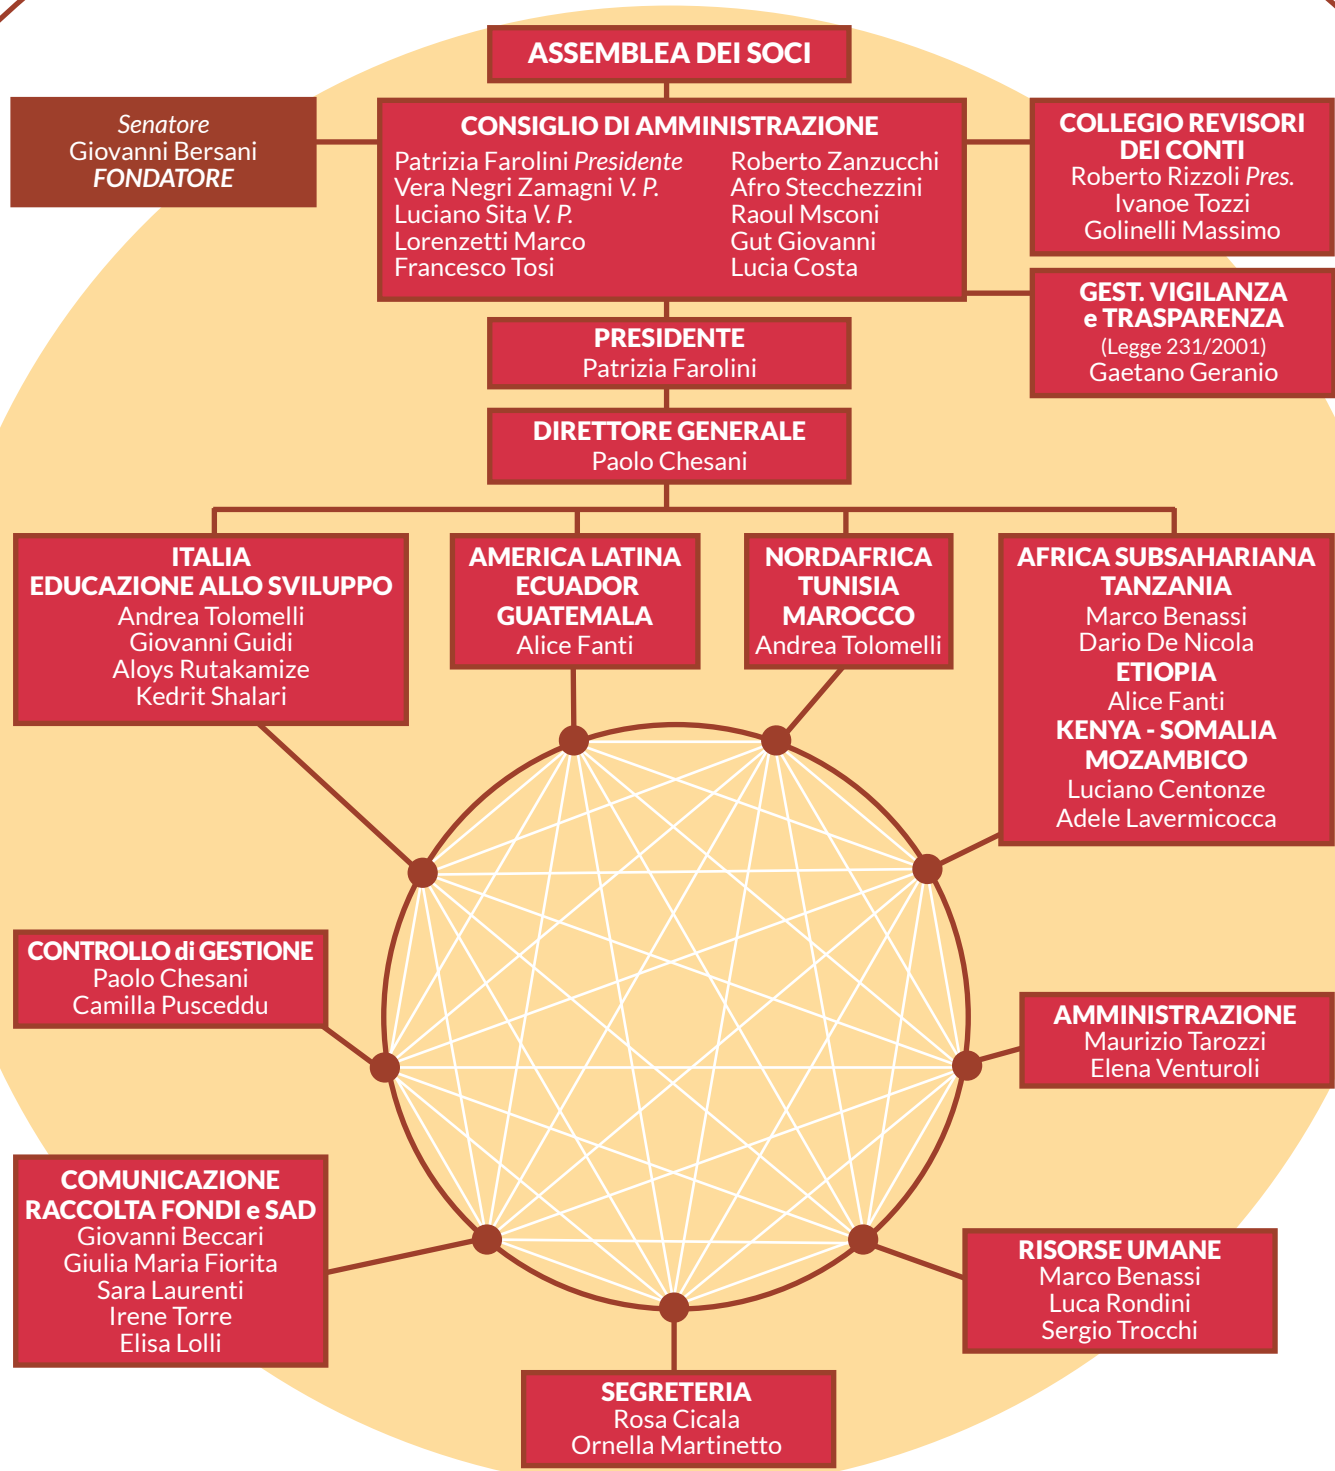 ASSEMBLEA DEI SOCI
Senatore
Giovanni Bersani
FONDATORE
CONSIGLIO DI AMMINISTRAZIONE
Patrizia Farolini Presidente
Vera Negri Zamagni V. P.
Luciano Sita V. P.
Lorenzetti Marco
Francesco Tosi
Roberto Zanzucchi
Afro Stecchezzini
Raoul Msconi
Gut Giovanni
Lucia Costa
COLLEGIO REVISORI
DEI CONTI
Roberto Rizzoli Pres.
Ivanoe Tozzi
Golinelli Massimo
GEST. VIGILANZA
e TRASPARENZA
(Legge 231/2001)
Gaetano Geranio
PRESIDENTE
Patrizia Farolini
DIRETTORE GENERALE
Paolo Chesani
ITALIA
EDUCAZIONE ALLO SVILUPPO
Andrea Tolomelli
Giovanni Guidi
Aloys Rutakamize
Kedrit Shalari
AMERICA LATINA
ECUADOR
GUATEMALA
Alice Fanti
NORDAFRICA
TUNISIA
MAROCCO
Andrea Tolomelli
AFRICA SUBSAHARIANA
TANZANIA
Marco Benassi
Dario De Nicola
ETIOPIA
Alice Fanti
KENYA - SOMALIA
MOZAMBICO
Luciano Centonze
Adele Lavermicocca
CONTROLLO di GESTIONE
Paolo Chesani
Camilla Pusceddu
AMMINISTRAZIONE
Maurizio Tarozzi
Elena Venturoli
COMUNICAZIONE
RACCOLTA FONDI e SAD
Giovanni Beccari
Giulia Maria Fiorita
Sara Laurenti
Irene Torre
Elisa Lolli
RISORSE UMANE
Marco Benassi
Luca Rondini
Sergio Trocchi
SEGRETERIA
Rosa Cicala
Ornella Martinetto